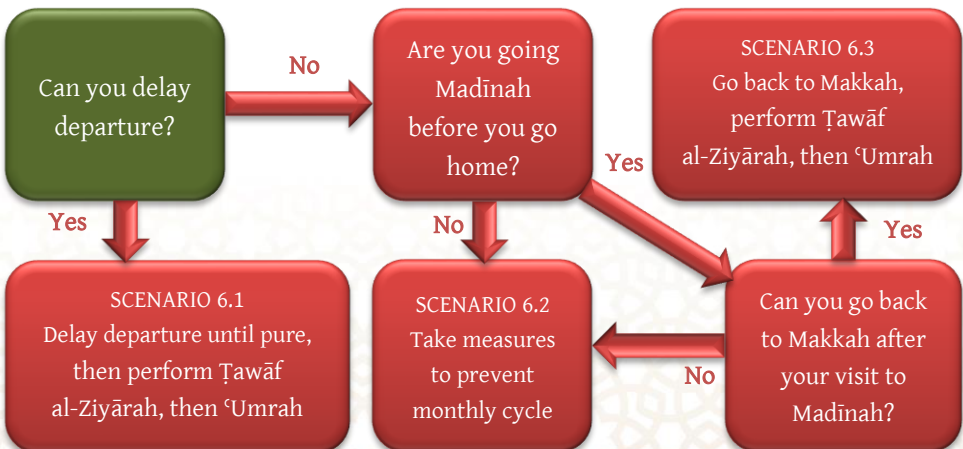 Can you delay
departure?
No
Are you going
Madīnah
before you go
home?
Yes
SCENARIO 6.3
Go back to Makkah,
perform Ṭawāf
al-Ziyārah, then ʿUmrah
Yes
No
Yes
SCENARIO 6.1
Delay departure until pure,
then perform Ṭawāf
al-Ziyārah, then ʿUmrah
SCENARIO 6.2
Take measures
to prevent
monthly cycle
No
Can you go back
to Makkah after
your visit to
Madīnah?